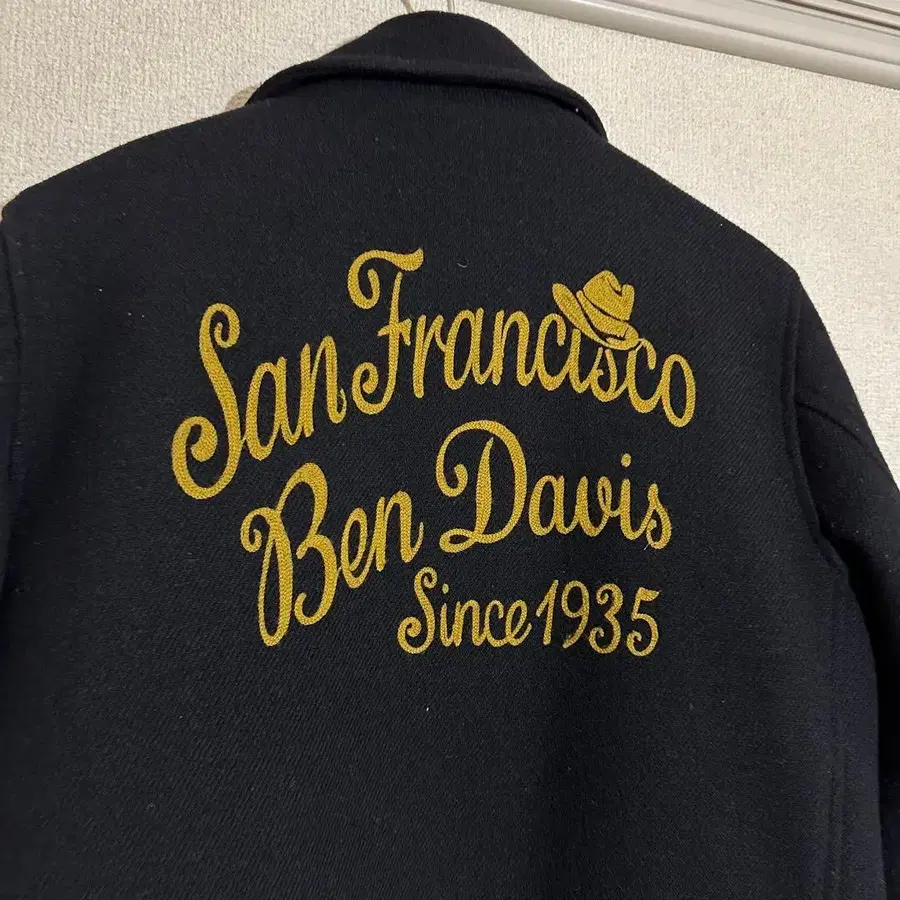 San Francisco
Ben Davis
Since 1935